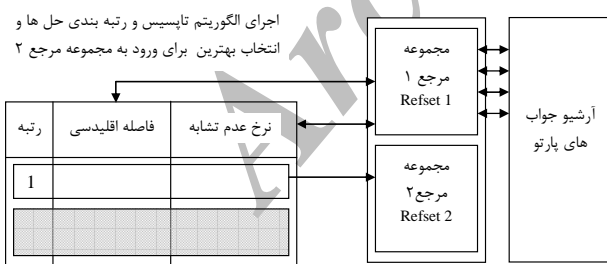 اجرای الگوریتم تاپسیس و رتبه بندی حل ها و
انتخاب بهترین برای ورود به مجموعه مرجع ۲
مجموعه
مرجع ۱
Refset 1
آرشیو جواب
های پارتو
نرخ عدم تشابه
فاصله اقلیدسی
رتبه
1
مجموعه
مرجع۲
Refset 2